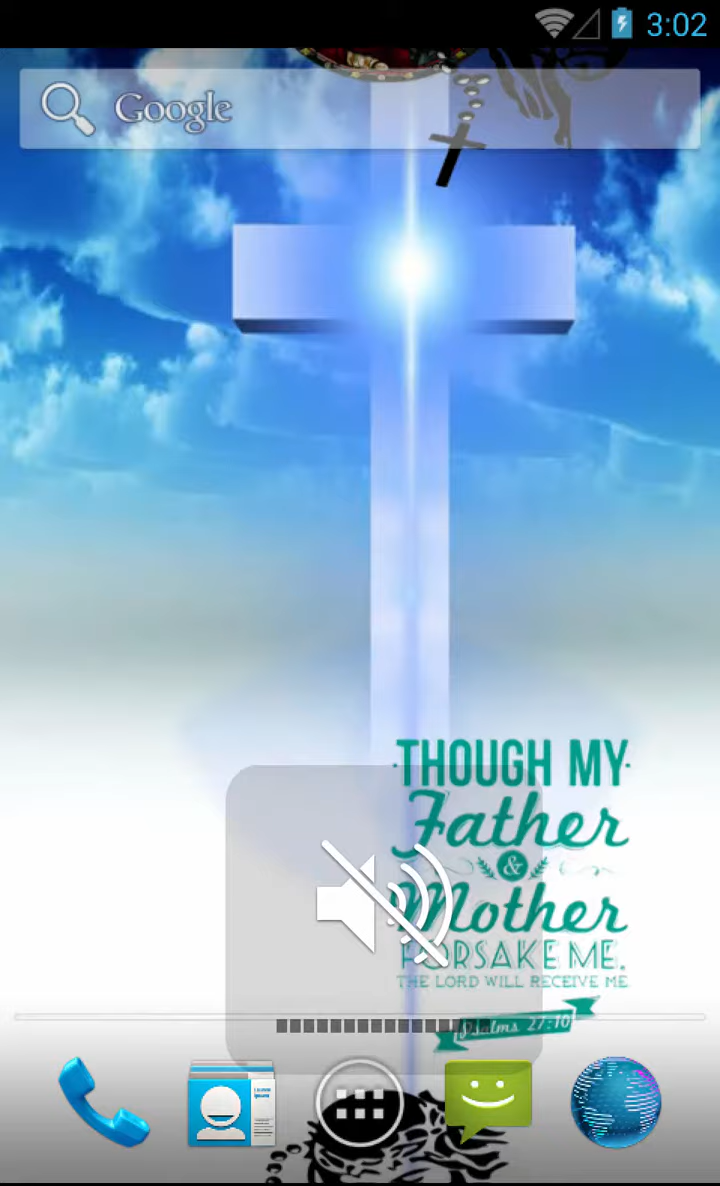 3:02
Google
THOUGH MY
Father
&
Mother
FORSAKE ME,
THE LORD WILL RECEIVE ME
Psalms 27:10